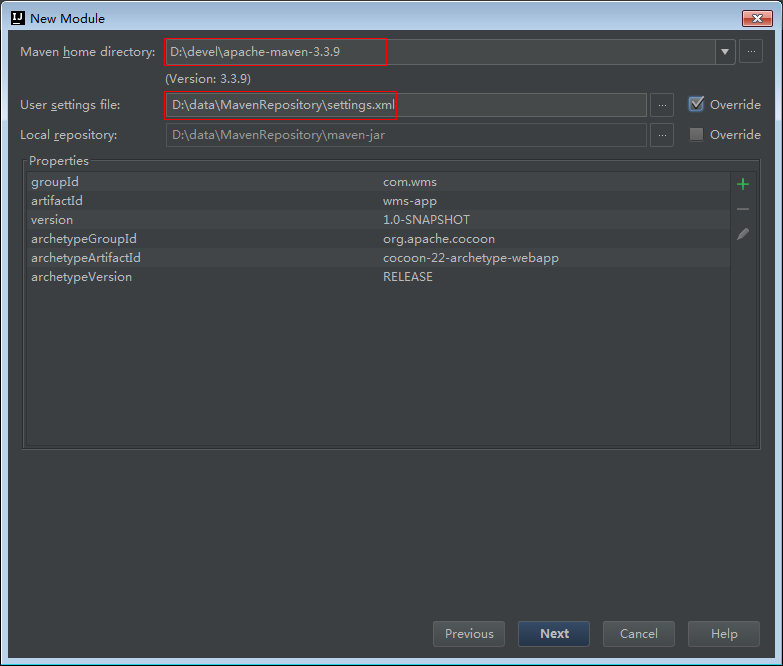 New Module
Maven home directory: D:\devel\apache-maven-3.3.9 ...
(Version: 3.3.9)
User settings file: D:\data\MavenRepository\settings.xml ... Override
Local repository: D:\data\MavenRepository\maven-jar ... Override
Properties
groupId com.wms
artifactId wms-app
version 1.0-SNAPSHOT
archetypeGroupId org.apache.cocoon
archetypeArtifactId cocoon-22-archetype-webapp
archetypeVersion RELEASE
Previous Next Cancel Help